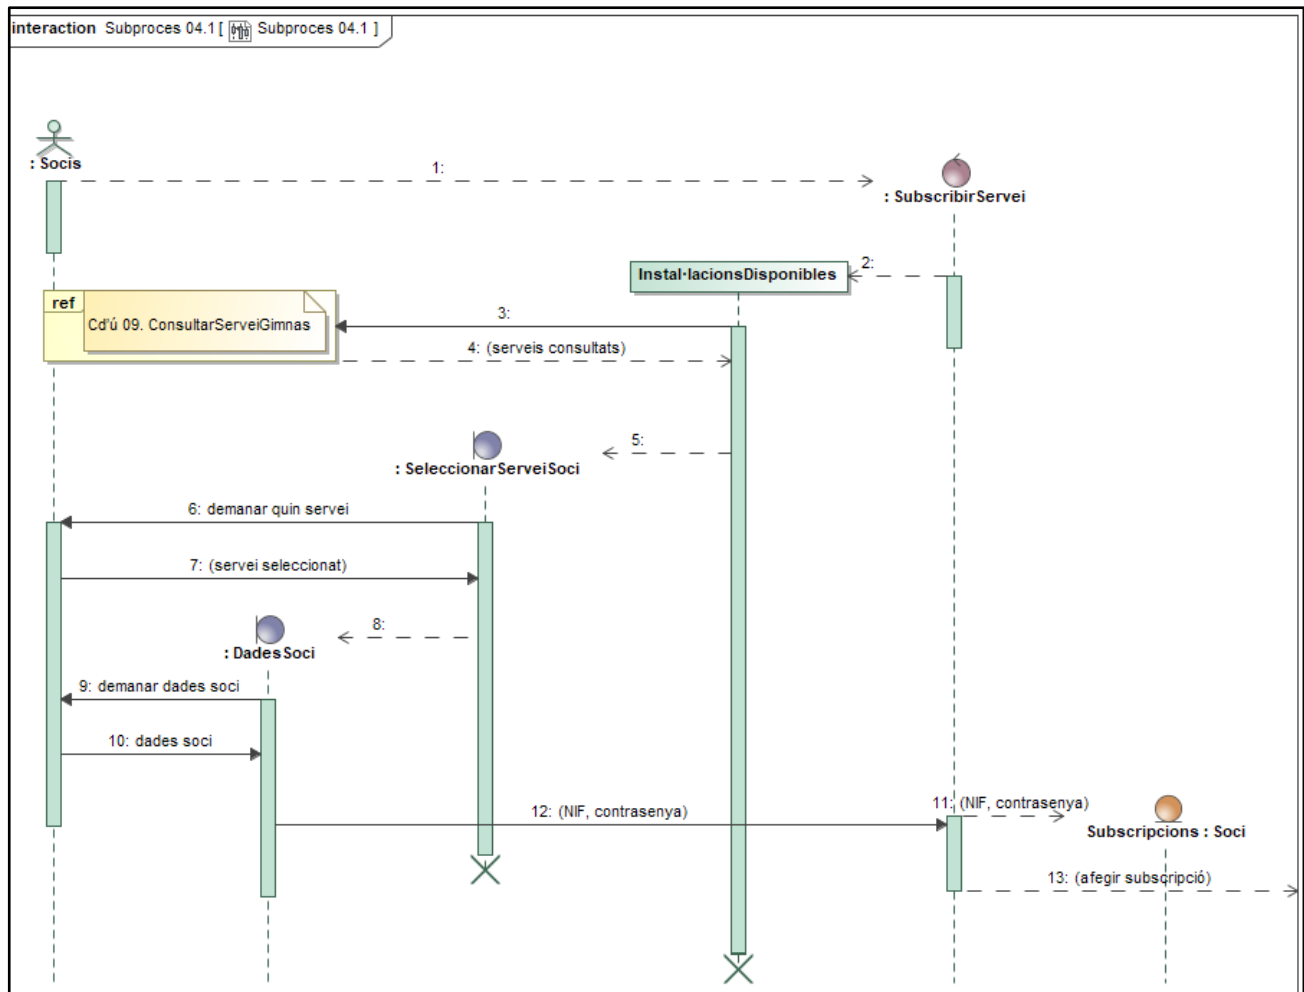 interaction Subproces 04.1 [ Subproces 04.1 ]
: Socis
1:
: SubscribirServei
2:
Instal·lacionsDisponibles
ref
Cd'ú 09. ConsultarServeiGimnas
3:
4: (serveis consultats)
5:
: SeleccionarServeiSoci
6: demanar quin servei
7: (servei seleccionat)
8:
: DadesSoci
9: demanar dades soci
10: dades soci
11: (NIF, contrasenya)
12: (NIF, contrasenya)
Subscripcions : Soci
13: (afegir subscripció)